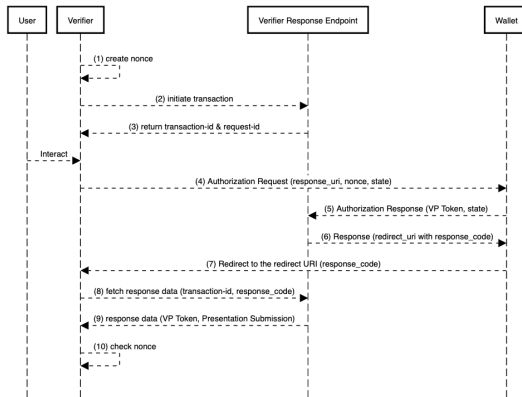 User
Verifier
Verifier Response Endpoint
Wallet
(1) create nonce
(2) initiate transaction
(3) return transaction-id & request-id
Interact
(4) Authorization Request (response_uri, nonce, state)
(5) Authorization Response (VP Token, state)
(6) Response (redirect_uri with response_code)
(7) Redirect to the redirect URI (response_code)
(8) fetch response data (transaction-id, response_code)
(9) response data (VP Token, Presentation Submission)
(10) check nonce